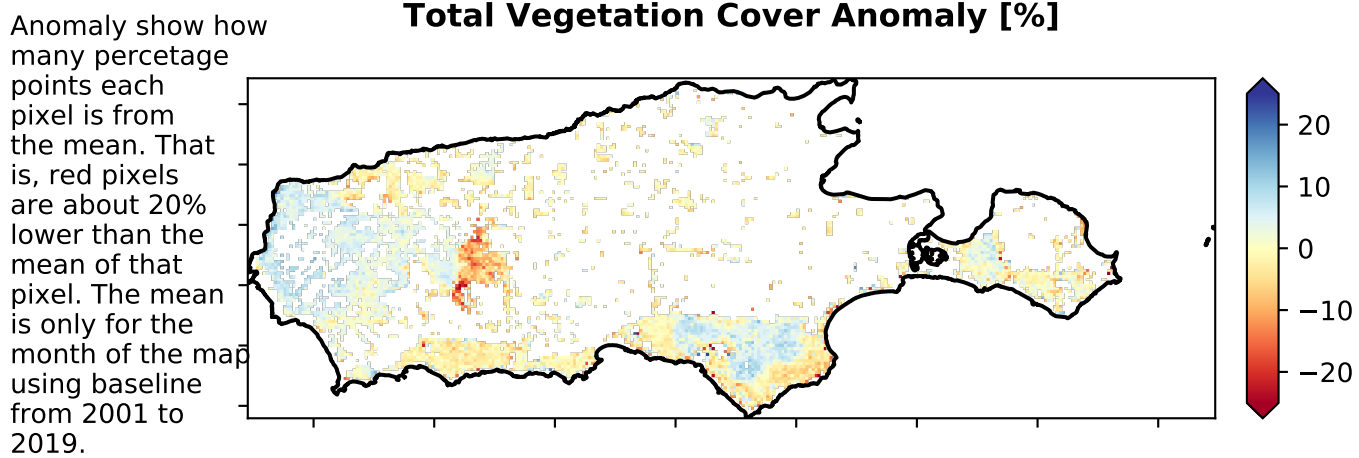 Total Vegetation Cover Anomaly [%]
Anomaly show how
many percetage
points each
pixel is from
the mean. That
is, red pixels
are about 20%
lower than the
mean of that
pixel. The mean
is only for the
month of the map
using baseline
from 2001 to
2019.
20
10
0
−10
−20